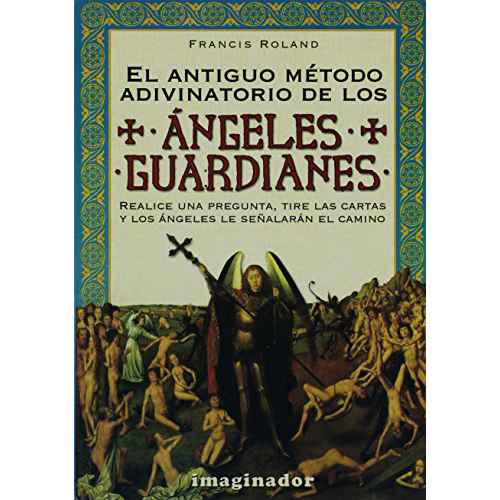 FRANCIS ROLAND
EL ANTIGUO MÉTODO
ADIVINATORIO DE LOS
ÁNGELES
GUARDIANES
REALICE UNA PREGUNTA, TIRE LAS CARTAS
Y LOS ÁNGELES LE SEÑALARÁN EL CAMINO
imaginador